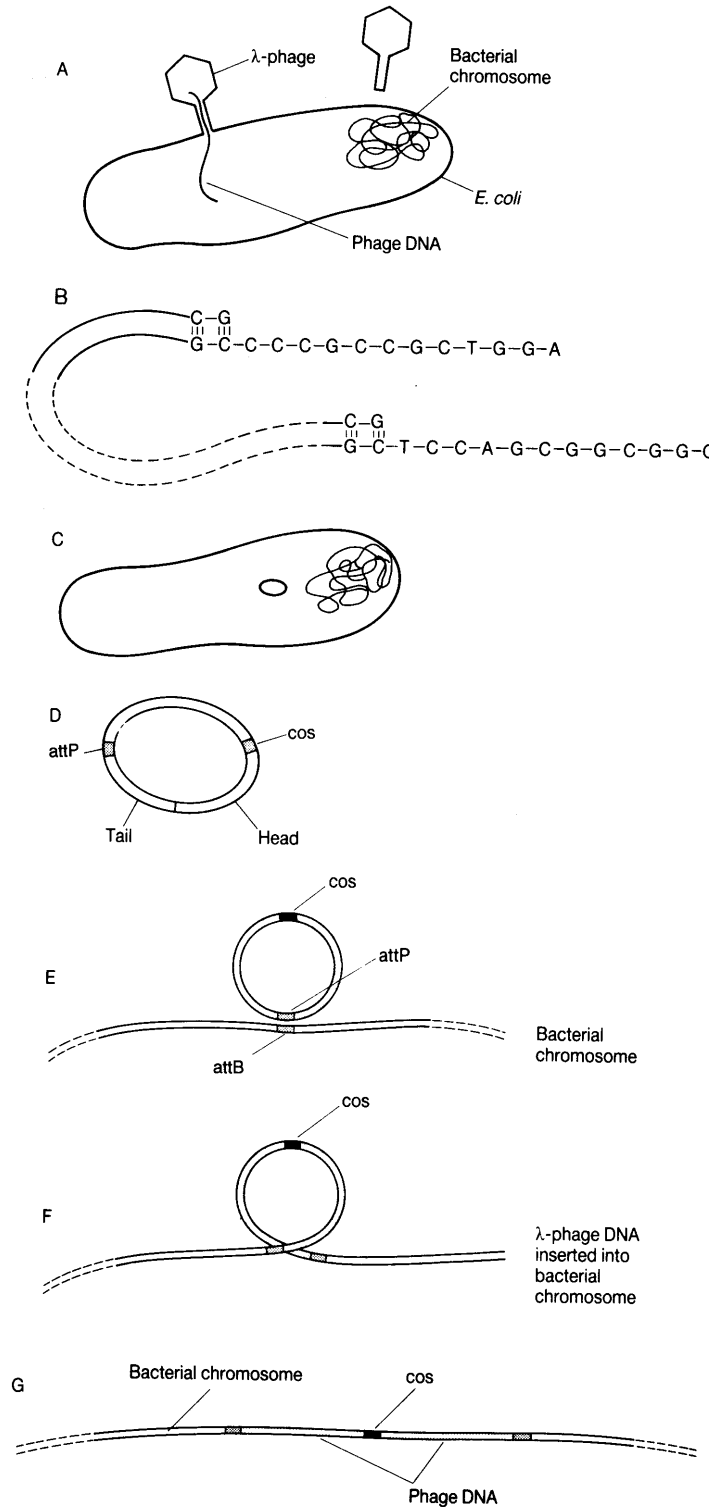 A
λ-phage
Bacterial
chromosome
E. coli
Phage DNA
B
C G
G-C-C-C-C-G-C-C-G-C-T-G-G-A
C-G
G-C-T-C-C-A-G-C-G-G-C-G-G-C
C
D
attP
cos
Tail
Head
E
cos
attP
attB
Bacterial
chromosome
F
cos
λ-phage DNA
inserted into
bacterial
chromosome
G
Bacterial chromosome
cos
Phage DNA